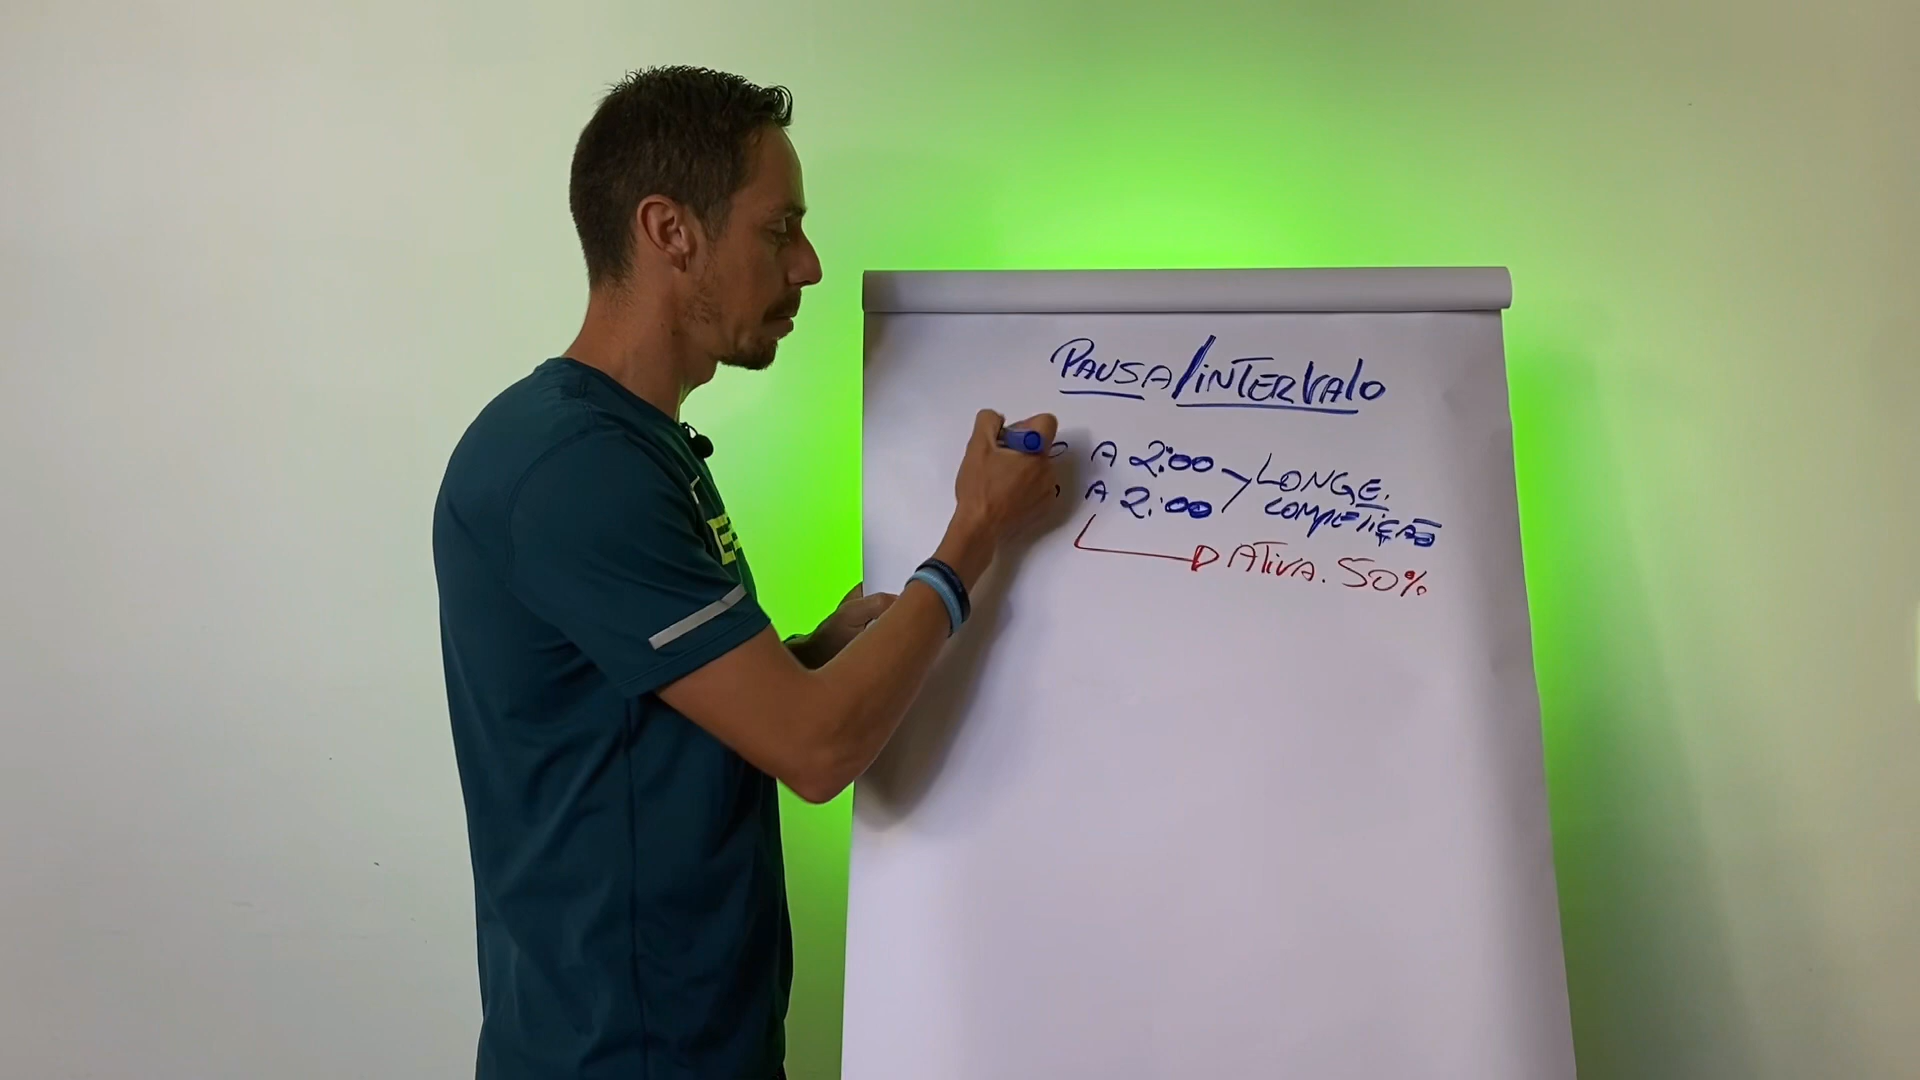 PAUSA/INTERVALO
A 2:00 LONGE.
A 2:00 COMPETIÇÃO
ATIVA. 50%